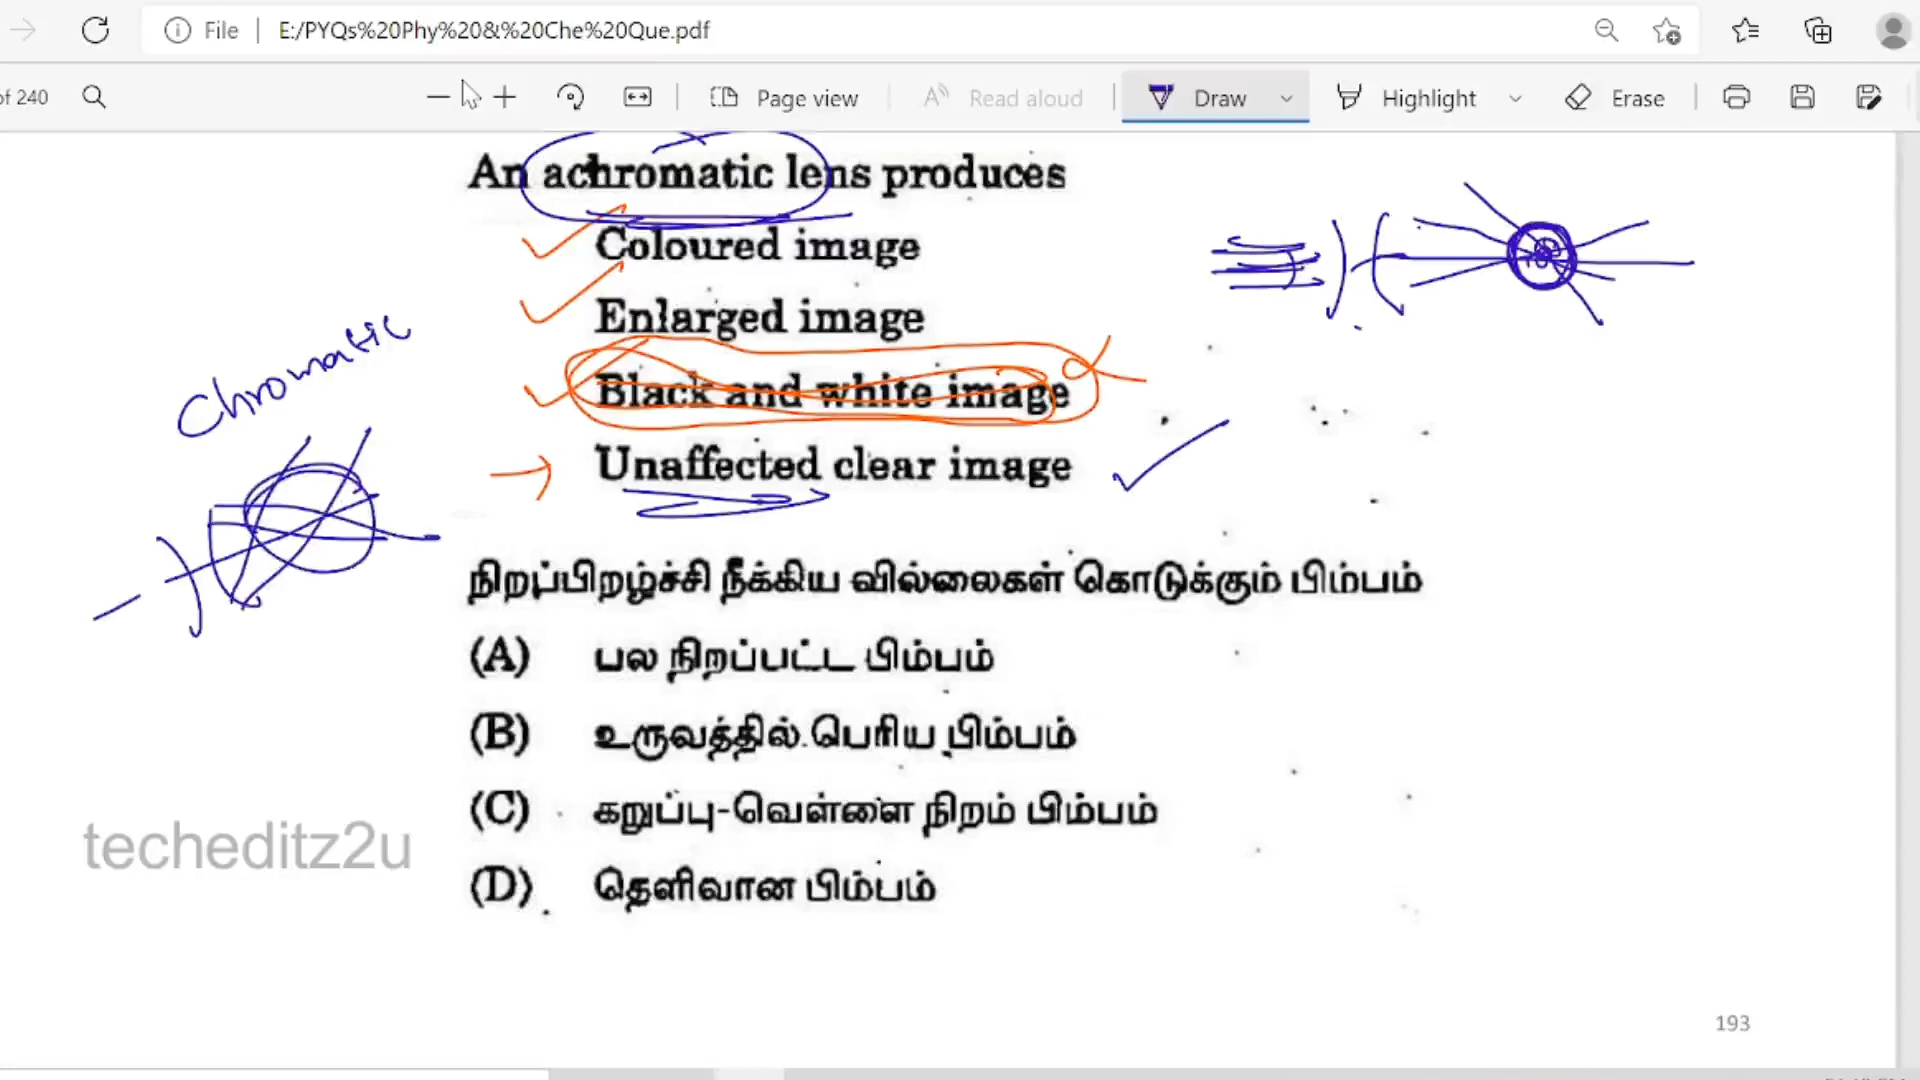 File
E:/PYQs%20Phy%20&%20Che%20Que.pdf
of 240
Page view
Read aloud
Draw
Highlight
Erase
An achromatic lens produces
Coloured image
Enlarged image
Black and white image
Unaffected clear image
Chromatic
நிறப்பிறழ்ச்சி நீக்கிய வில்லைகள் கொடுக்கும் பிம்பம்
(A) பல நிறப்பட்ட பிம்பம்
(B) உருவத்தில் பெரிய பிம்பம்
(C) கறுப்பு-வெள்ளை நிறம் பிம்பம்
(D) தெளிவான பிம்பம்
techeditz2u
193